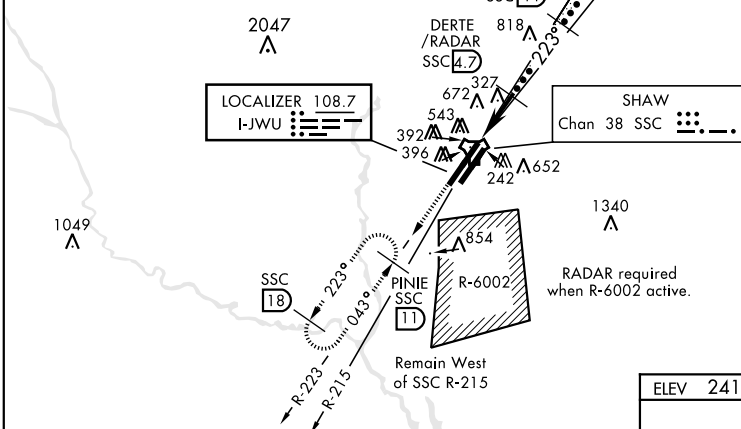 SSC
2047
DERTE
/RADAR
SSC 4.7
818
223°
327
672
LOCALIZER 108.7
I-JWU
543
392
396
SHAW
Chan 38 SSC
242
652
1049
1340
854
SSC
18
223°
043°
PINIE
SSC
11
R-6002
RADAR required
when R-6002 active.
Remain West
of SSC R-215
R-223
R-215
ELEV 241